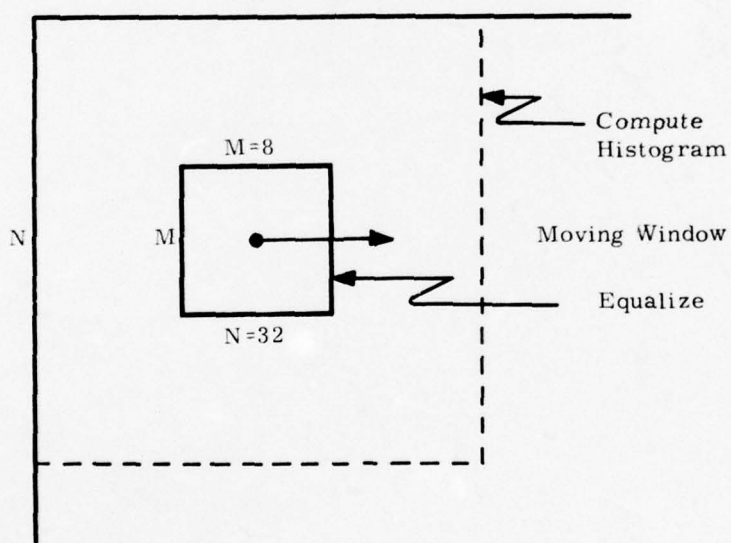 Compute
Histogram
M=8
N
M
Moving Window
Equalize
N=32